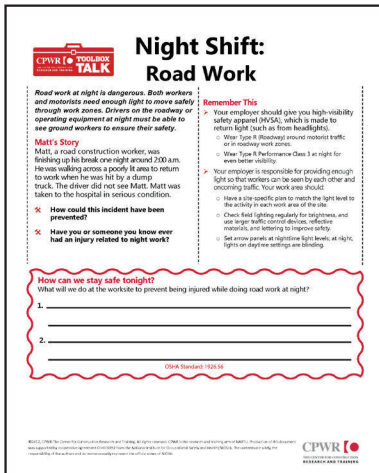 CPWR
TOOLBOX
TALK
Night Shift:
Road Work
Road work at night is dangerous. Both workers
and motorists need enough light to move safely
through work zones. Drivers on the roadway or
operating equipment at night must be able to
see ground workers to ensure their safety.
Matt's Story
Matt, a road construction worker, was
finishing up his break one night around 2:00 a.m.
He was walking across a poorly lit area to return
to work when he was hit by a dump
truck. The driver did not see Matt. Matt was
taken to the hospital in serious condition.
How could this incident have been
prevented?
Have you or someone you know ever
had an injury related to night work?
Remember This
Your employer should give you high-visibility
safety apparel (HVSA), which is made to
return light (such as from headlights).
Wear Type R (Roadway) around motorist traffic
or in roadway work zones.
Wear Type R Performance Class 3 at night for
even better visibility.
Your employer is responsible for providing enough
light so that workers can be seen by each other and
oncoming traffic. Your work area should:
Have a site-specific plan to match the light level to
the activity in each work area of the site.
Check field lighting regularly for brightness, and
use larger traffic control devices, reflective
materials, and lettering to improve safety.
Set arrow panels at nighttime light levels; at night,
lights on daytime settings are blinding.
How can we stay safe tonight?
What will we do at the worksite to prevent being injured while doing road work at night?
1.
2.
OSHA Standard: 1926.56
CPWR
THE CENTER FOR CONSTRUCTION
RESEARCH AND TRAINING